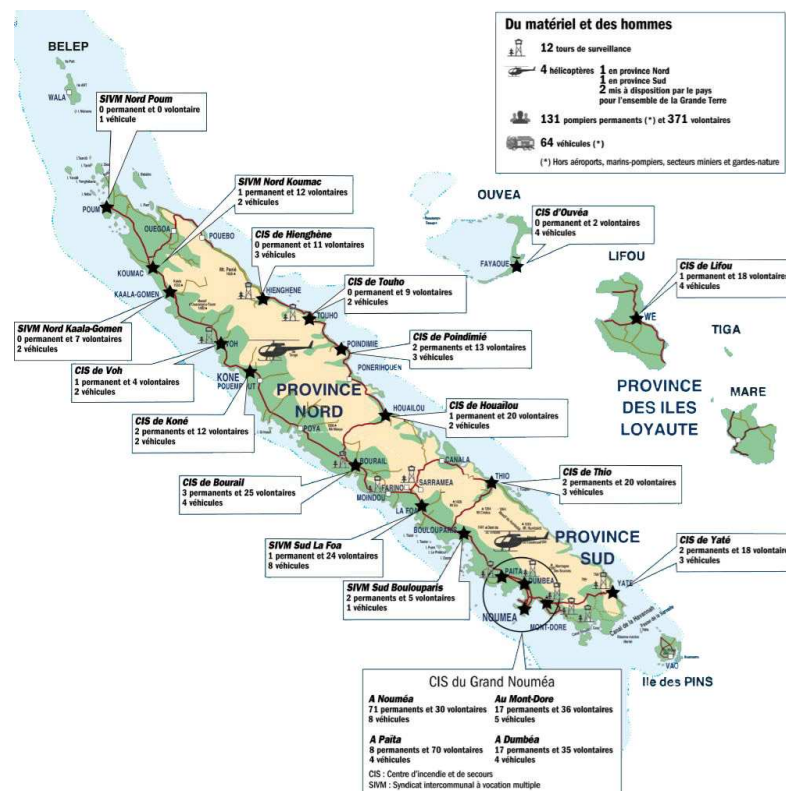 Du matériel et des hommes
12 tours de surveillance
4 hélicoptères
1 en province Nord
1 en province Sud
2 mis à disposition par le pays
pour l'ensemble de la Grande Terre
131 pompiers permanents (*) et 371 volontaires
64 véhicules (*)
(*) Hors aéroports, marins-pompiers, secteurs miniers et gardes-nature
BELEP
WALA
SIVM Nord Poum
0 permanent et 0 volontaire
1 véhicule
POUM
SIVM Nord Koumac
1 permanent et 12 volontaires
2 véhicules
OUEGOA
POUEBO
KOUMAC
KAALA-GOMEN
CIS de Hienghène
0 permanent et 11 volontaires
3 véhicules
HIENGHENE
OUVEA
CIS d'Ouvéa
0 permanent et 2 volontaires
4 véhicules
FAYAOUE
LIFOU
CIS de Lifou
1 permanent et 18 volontaires
4 véhicules
WE
TIGA
MARE
PROVINCE
DES ILES
LOYAUTE
CIS de Touho
0 permanent et 9 volontaires
2 véhicules
TOUHO
SIVM Nord Kaala-Gomen
0 permanent et 7 volontaires
2 véhicules
CIS de Poindimié
2 permanents et 13 volontaires
3 véhicules
POINDIMIE
PONERIHOUEN
CIS de Voh
1 permanent et 4 volontaires
2 véhicules
VOH
KONE
POUEMBOUT
PROVINCE
NORD
CIS de Koné
2 permanents et 12 volontaires
2 véhicules
POYA
CIS de Houaïlou
1 permanent et 20 volontaires
2 véhicules
HOUAILOU
CIS de Bourail
3 permanents et 25 volontaires
4 véhicules
BOURAIL
CANALA
FARINO
SARRAMEA
MOINDOU
CIS de Thio
2 permanents et 20 volontaires
3 véhicules
THIO
LA FOA
BOULOUPARIS
SIVM Sud La Foa
1 permanent et 24 volontaires
8 véhicules
PROVINCE
SUD
CIS de Yaté
2 permanents et 18 volontaires
3 véhicules
YATE
SIVM Sud Boulouparis
2 permanents et 5 volontaires
1 véhicule
PAITA
DUMBEA
NOUMEA
MONT-DORE
Canal de la Havannah
VAO
Ile des PINS
CIS du Grand Nouméa
A Nouméa
71 permanents et 30 volontaires
8 véhicules
Au Mont-Dore
17 permanents et 36 volontaires
5 véhicules
A Païta
8 permanents et 70 volontaires
4 véhicules
A Dumbéa
17 permanents et 35 volontaires
4 véhicules
CIS : Centre d'incendie et de secours
SIVM : Syndicat intercommunal à vocation multiple